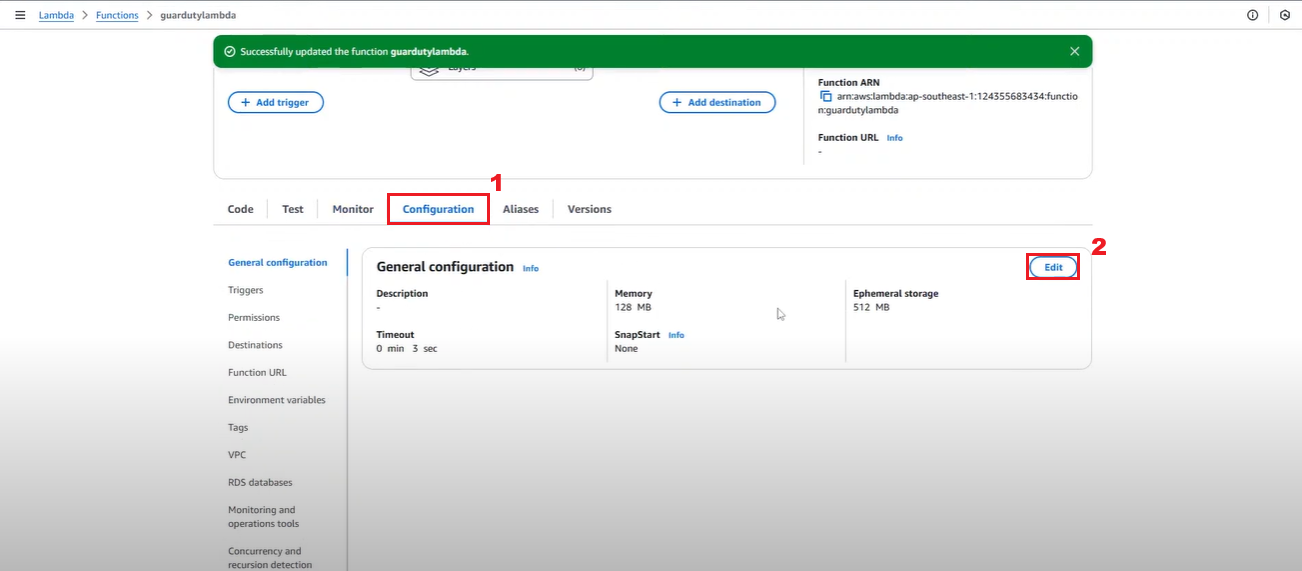 Lambda > Functions > guardutylambda
Successfully updated the function guardutylambda.
Layers (0)
+ Add trigger
+ Add destination
Function ARN
arn:aws:lambda:ap-southeast-1:124355683434:functio
n:guardutylambda
Function URL Info
-
1
Code Test Monitor Configuration Aliases Versions
2
General configuration
Triggers
Permissions
Destinations
Function URL
Environment variables
Tags
VPC
RDS databases
Monitoring and
operations tools
Concurrency and
recursion detection
General configuration Info
Edit
Description
-
Memory
128 MB
Ephemeral storage
512 MB
Timeout
0 min 3 sec
SnapStart Info
None